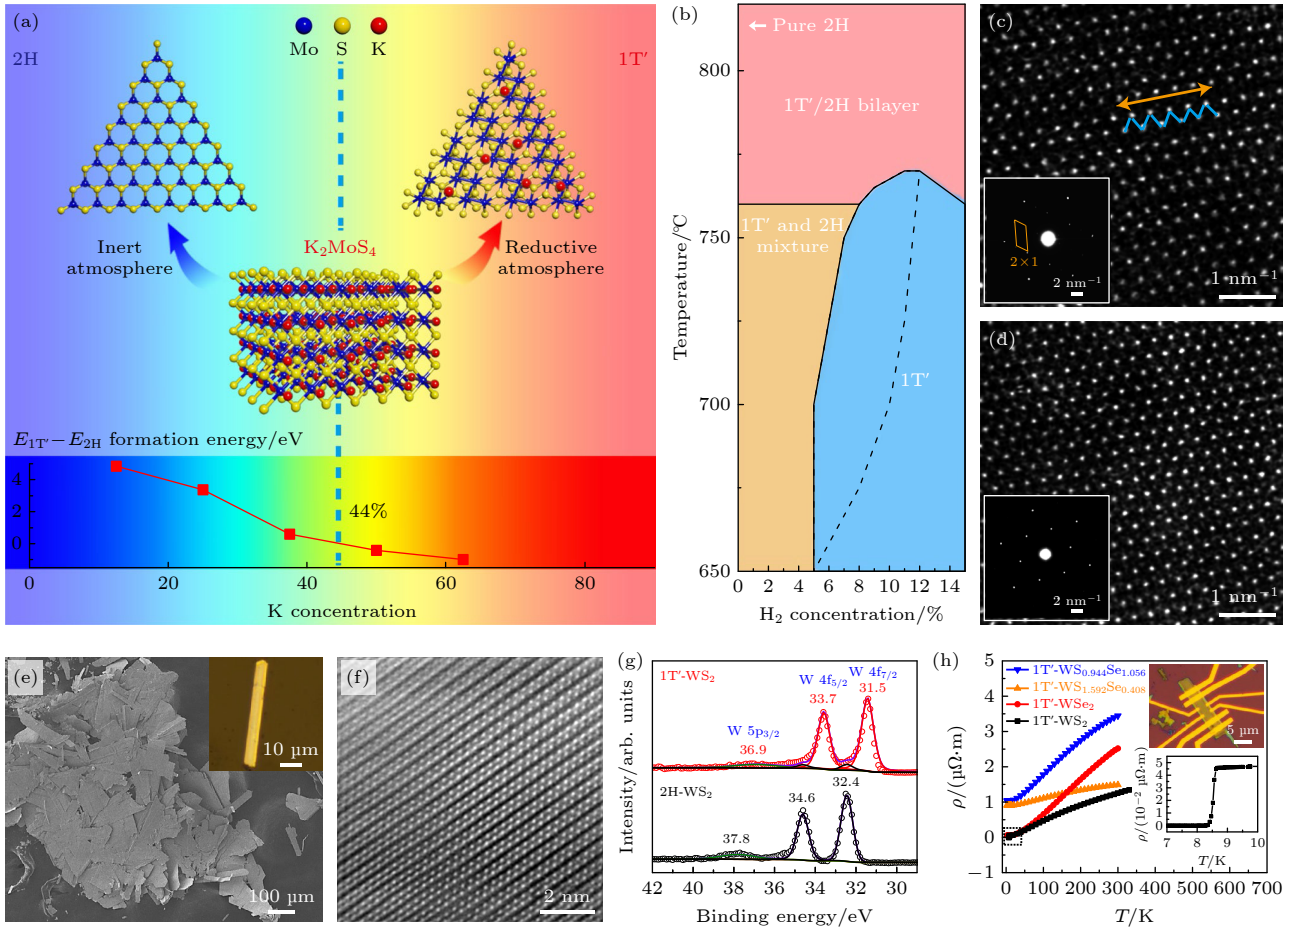 (a)
2H
Mo S K
1T′
Inert
atmosphere
K₂MoS₄
Reductive
atmosphere
E₁T′−E₂H formation energy/eV
4
2
0
44%
0 20 40 60 80
K concentration
(b)
← Pure 2H
1T′/2H bilayer
1T′ and 2H
mixture
1T′
800
750
700
650
Temperature/℃
0 2 4 6 8 10 12 14
H₂ concentration/%
(c)
2×1
2 nm⁻¹
1 nm⁻¹
(d)
2 nm⁻¹
1 nm⁻¹
(e)
10 µm
100 µm
(f)
2 nm
(g)
1T′-WS₂
W 4f₅/₂
W 4f₇/₂
33.7
31.5
W 5p₃/₂
36.9
2H-WS₂
32.4
34.6
37.8
Intensity/arb. units
42 40 38 36 34 32 30
Binding energy/eV
(h)
1T′-WS₀.₉₄₄Se₁.₀₅₆
1T′-WS₁.₅₉₂Se₀.₄₀₈
1T′-WSe₂
1T′-WS₂
5 µm
5
4
3
2
1
0
−1
ρ/(µΩ·m)
0 100 200 300 400 500 600 700
T/K
5
4
3
2
1
0
ρ/(10⁻² µΩ·m)
7 8 9 10
T/K